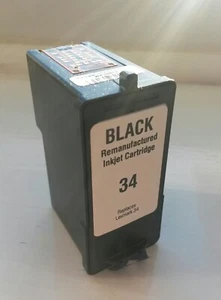 BLACK
Remanufactured
Inkjet Cartridge
34
Replaces
Lexmark 34